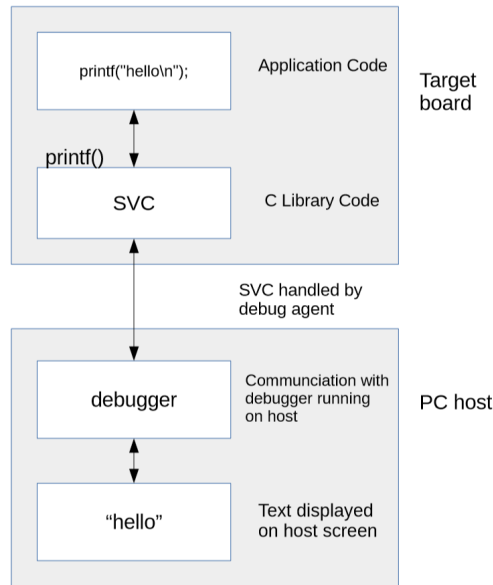 printf("hello\n");
Application Code
Target
board
printf()
SVC
C Library Code
SVC handled by
debug agent
debugger
Communciation with
debugger running
on host
PC host
“hello”
Text displayed
on host screen